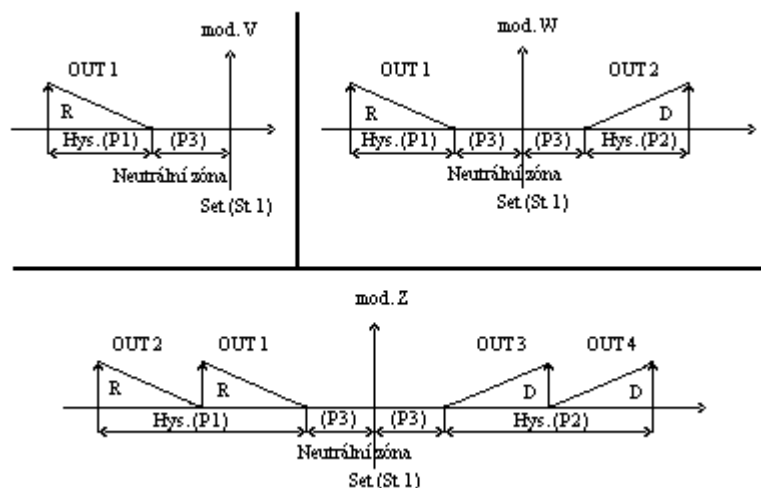 mod. V
OUT 1
R
Hys. (P1) (P3)
Neutrální zóna
Set (St 1)
mod. W
OUT 1 OUT 2
R D
Hys. (P1) (P3) (P3) Hys. (P2)
Neutrální zóna
Set (St 1)
mod. Z
OUT 2 OUT 1 OUT 3 OUT 4
R R D D
Hys. (P1) (P3) (P3) Hys. (P2)
Neutrální zóna
Set (St 1)